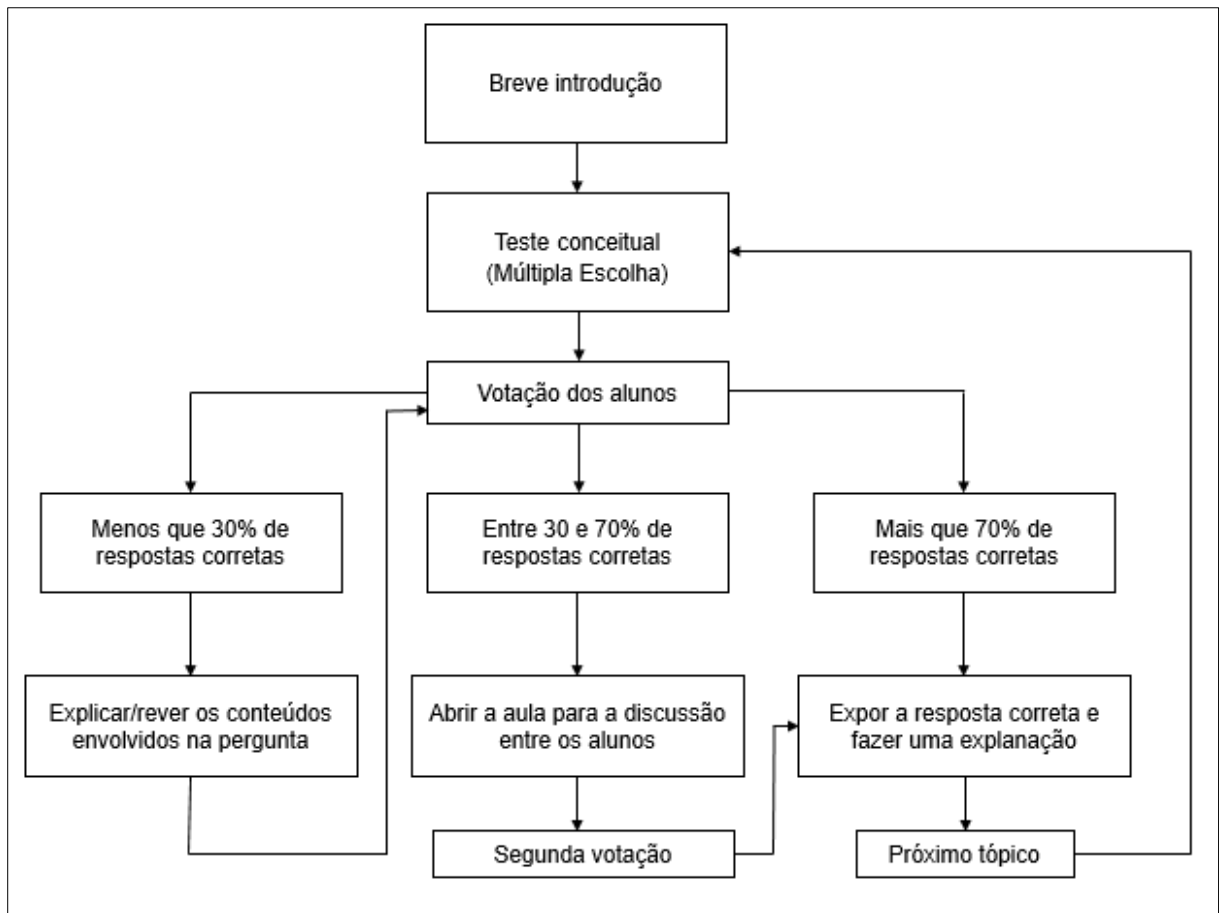 Breve introdução
Teste conceitual
(Múltipla Escolha)
Votação dos alunos
Menos que 30% de
respostas corretas
Entre 30 e 70% de
respostas corretas
Mais que 70% de
respostas corretas
Explicar/rever os conteúdos
envolvidos na pergunta
Abrir a aula para a discussão
entre os alunos
Expor a resposta correta e
fazer uma explanação
Segunda votação
Próximo tópico